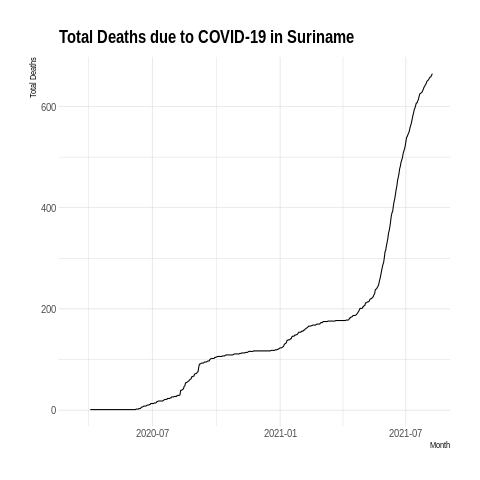 Total Deaths due to COVID-19 in Suriname
Total Deaths
600
400
200
0
2020-07
2021-01
2021-07
Month